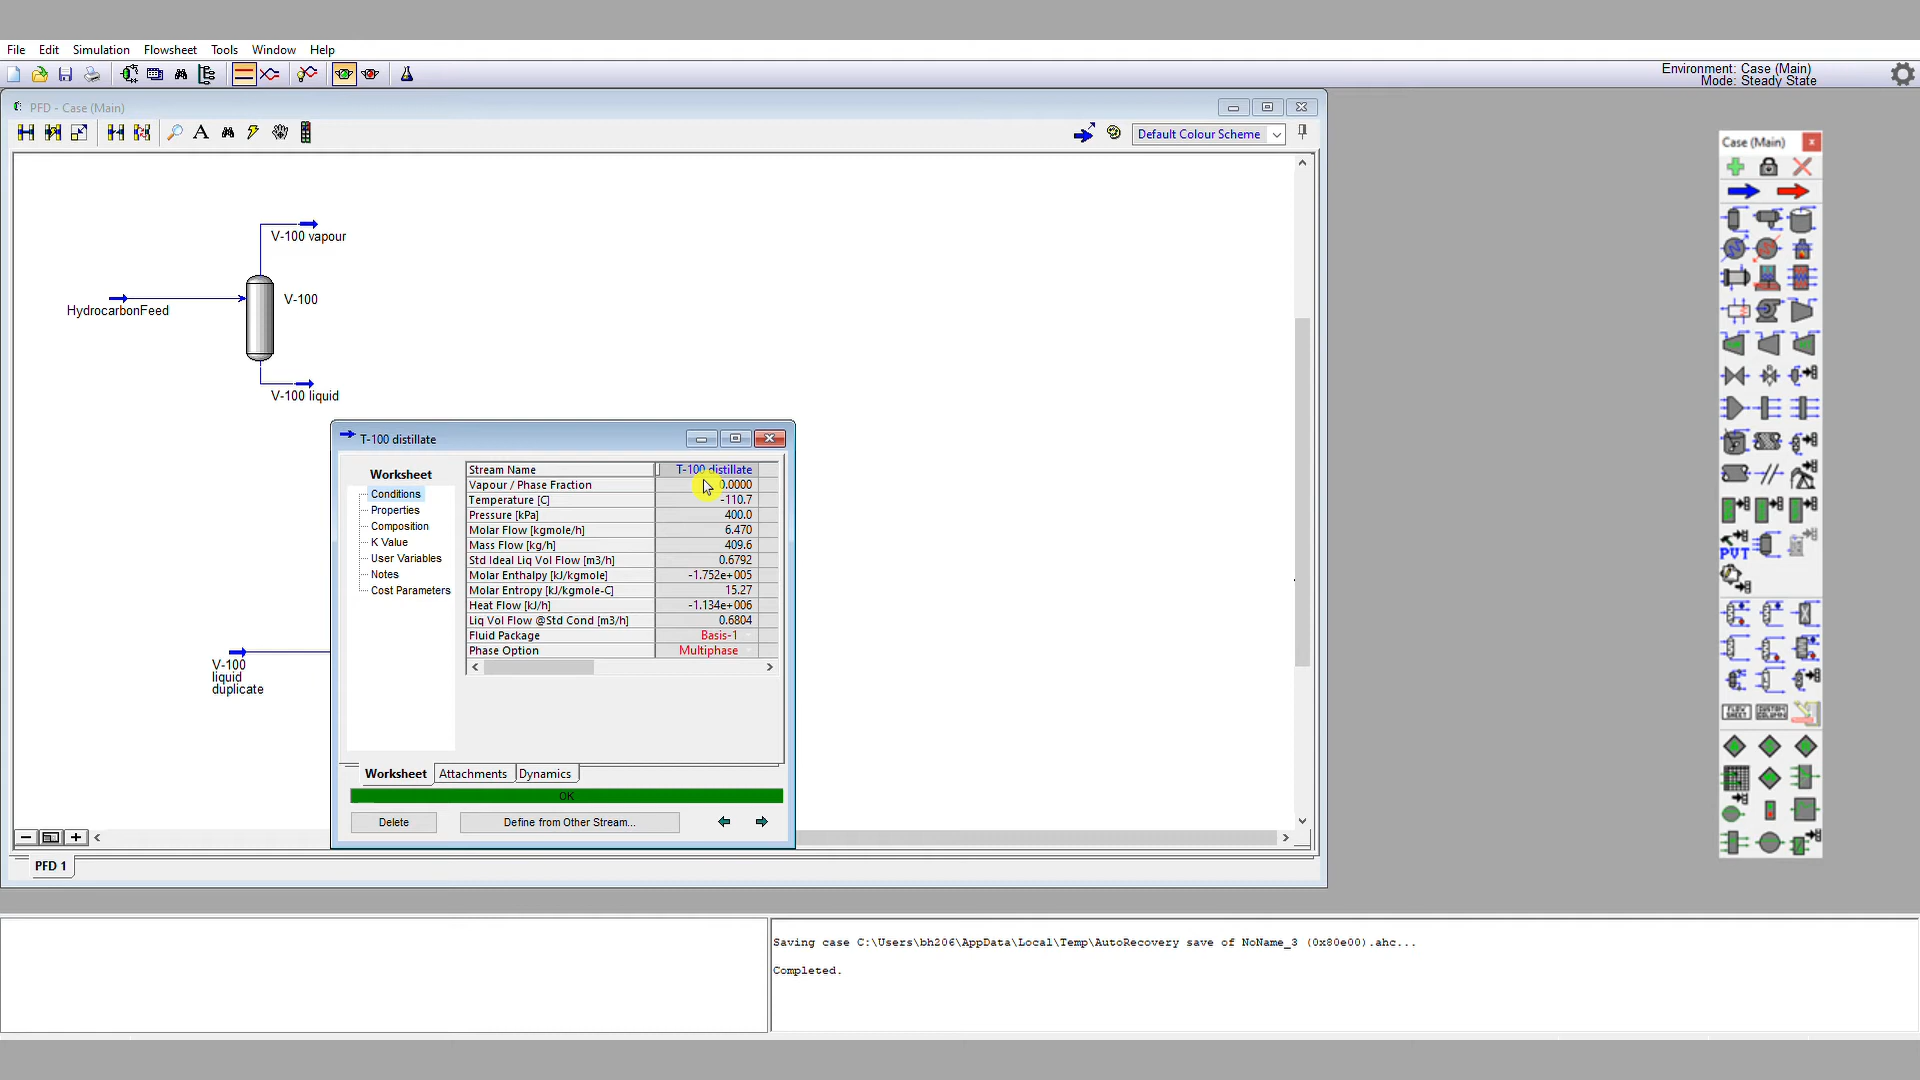 File Edit Simulation Flowsheet Tools Window Help
Environment: Case (Main)
Mode: Steady State
PFD - Case (Main)
Default Colour Scheme
Case (Main)
V-100 vapour
V-100
HydrocarbonFeed
V-100 liquid
V-100
liquid
duplicate
T-100 distillate
Worksheet
Conditions
Properties
Composition
K Value
User Variables
Notes
Cost Parameters
Stream Name T-100 distillate
Vapour / Phase Fraction 0.0000
Temperature [C] -110.7
Pressure [kPa] 400.0
Molar Flow [kgmole/h] 6.470
Mass Flow [kg/h] 409.6
Std Ideal Liq Vol Flow [m3/h] 0.6792
Molar Enthalpy [kJ/kgmole] -1.752e+005
Molar Entropy [kJ/kgmole-C] 15.27
Heat Flow [kJ/h] -1.134e+006
Liq Vol Flow @Std Cond [m3/h] 0.6804
Fluid Package Basis-1
Phase Option Multiphase
Worksheet Attachments Dynamics
OK
Delete Define from Other Stream...
PFD 1
PVT
FLOW SHEET CUSTOM COLUMN
Saving case C:\Users\bh206\AppData\Local\Temp\AutoRecovery save of NoName_3 (0x80e00).ahc...
Completed.